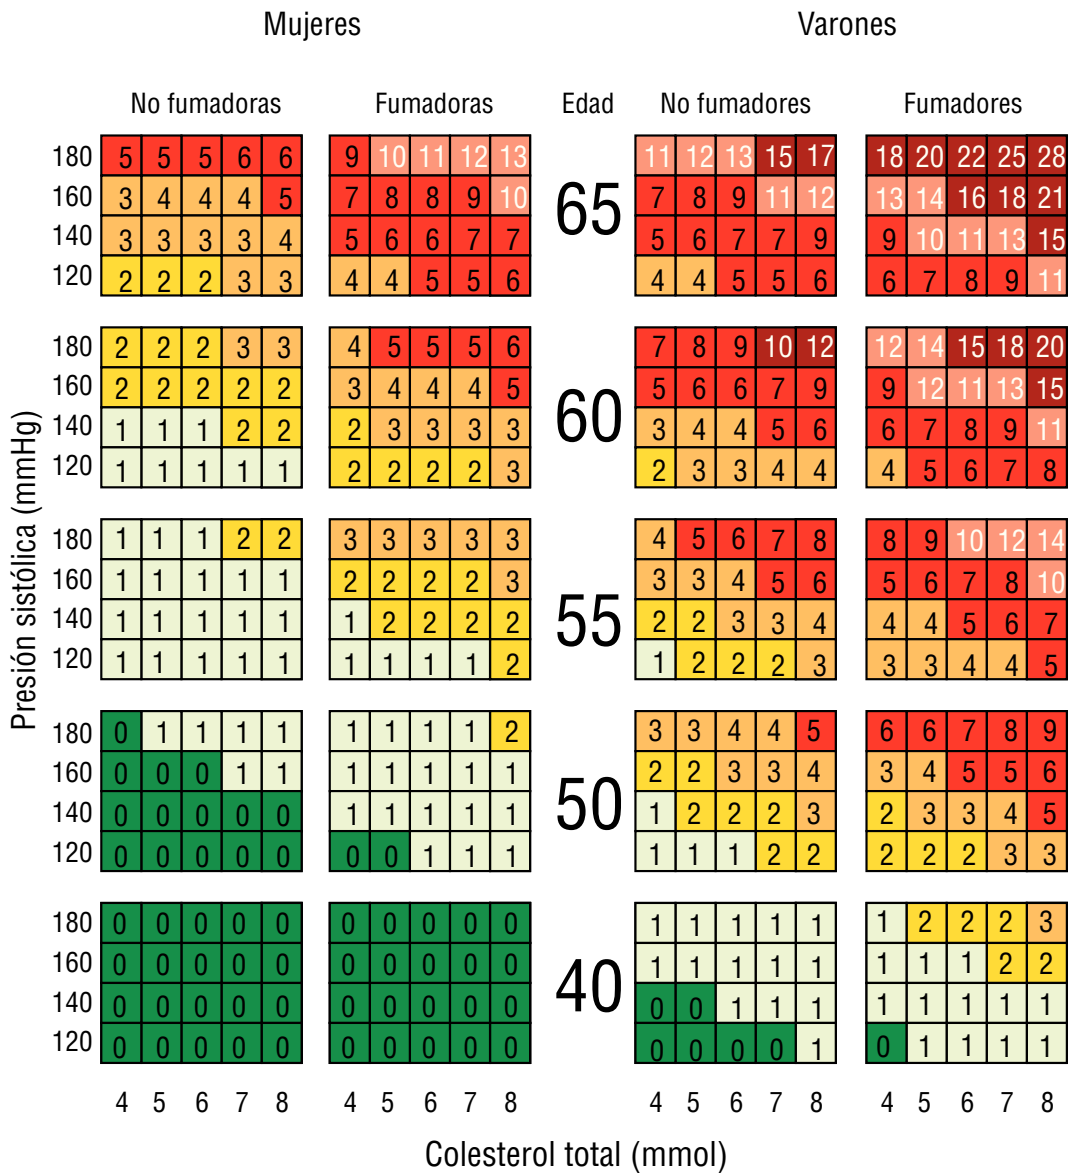 Mujeres Varones
No fumadoras Fumadoras Edad No fumadores Fumadores
180 5 5 5 6 6 9 10 11 12 13 11 12 13 15 17 18 20 22 25 28
160 3 4 4 4 5 7 8 8 9 10 7 8 9 11 12 13 14 16 18 21
65
140 3 3 3 3 4 5 6 6 7 7 5 6 7 7 9 9 10 11 13 15
120 2 2 2 3 3 4 4 5 5 6 4 4 5 5 6 6 7 8 9 11
180 2 2 2 3 3 4 5 5 5 6 7 8 9 10 12 12 14 15 18 20
160 2 2 2 2 2 3 4 4 4 5 5 6 6 7 9 9 12 11 13 15
60
140 1 1 1 2 2 2 3 3 3 3 3 4 4 5 6 6 7 8 9 11
120 1 1 1 1 1 2 2 2 2 3 2 3 3 4 4 4 5 6 7 8
180 1 1 1 2 2 3 3 3 3 3 4 5 6 7 8 8 9 10 12 14
160 1 1 1 1 1 2 2 2 2 3 3 3 4 5 6 5 6 7 8 10
55
140 1 1 1 1 1 1 2 2 2 2 2 2 3 3 4 4 4 5 6 7
120 1 1 1 1 1 1 1 1 1 2 1 2 2 2 3 3 3 4 4 5
180 0 1 1 1 1 1 1 1 1 2 3 3 4 4 5 6 6 7 8 9
160 0 0 0 1 1 1 1 1 1 1 2 2 3 3 4 3 4 5 5 6
50
140 0 0 0 0 0 1 1 1 1 1 1 2 2 2 3 2 3 3 4 5
120 0 0 0 0 0 0 0 1 1 1 1 1 1 2 2 2 2 2 3 3
180 0 0 0 0 0 0 0 0 0 0 1 1 1 1 1 1 2 2 2 3
160 0 0 0 0 0 0 0 0 0 0 1 1 1 1 1 1 1 1 2 2
40
140 0 0 0 0 0 0 0 0 0 0 0 0 1 1 1 1 1 1 1 1
120 0 0 0 0 0 0 0 0 0 0 0 0 0 0 1 0 1 1 1 1
4 5 6 7 8 4 5 6 7 8 4 5 6 7 8 4 5 6 7 8
Presión sistólica (mmHg)
Colesterol total (mmol)